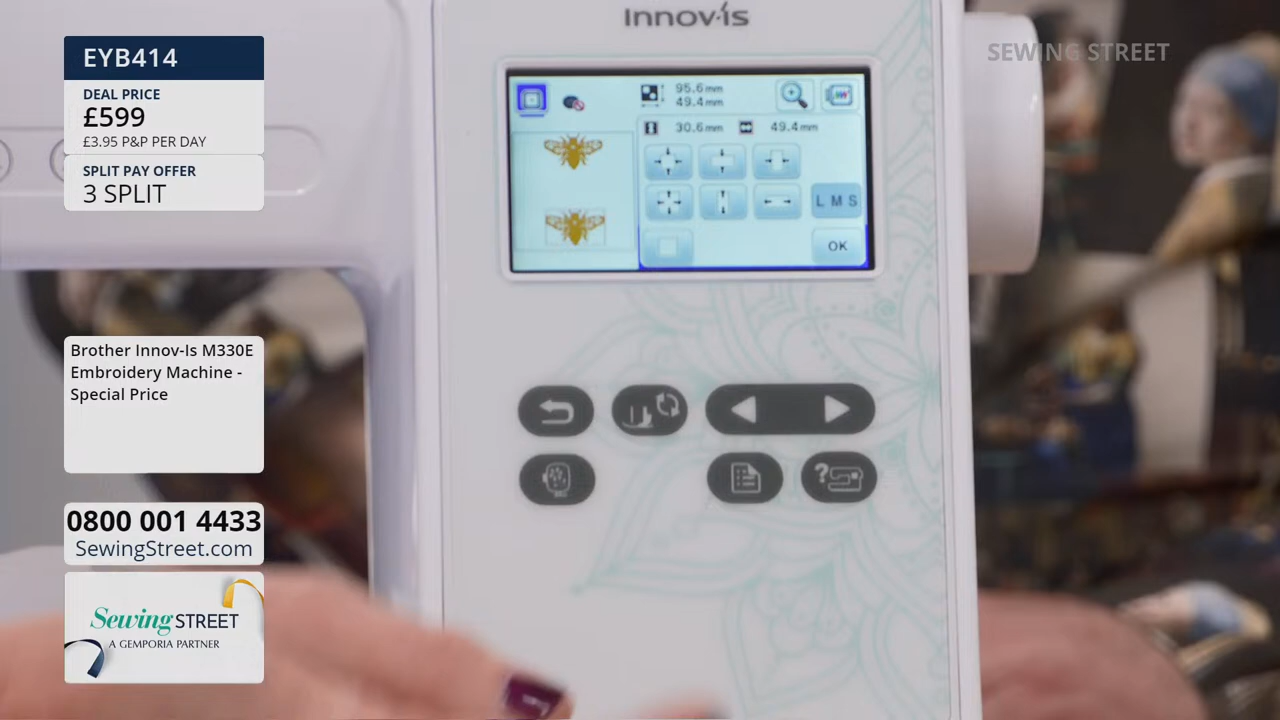 EYB414
DEAL PRICE
£599
£3.95 P&P PER DAY
SPLIT PAY OFFER
3 SPLIT
Brother Innov-Is M330E
Embroidery Machine -
Special Price
0800 001 4433
SewingStreet.com
Sewing STREET
A GEMPORIA PARTNER
INNOV-ÍS
95.6mm
49.4mm
30.6mm
49.4mm
L M S
OK
?
SEWING STREET